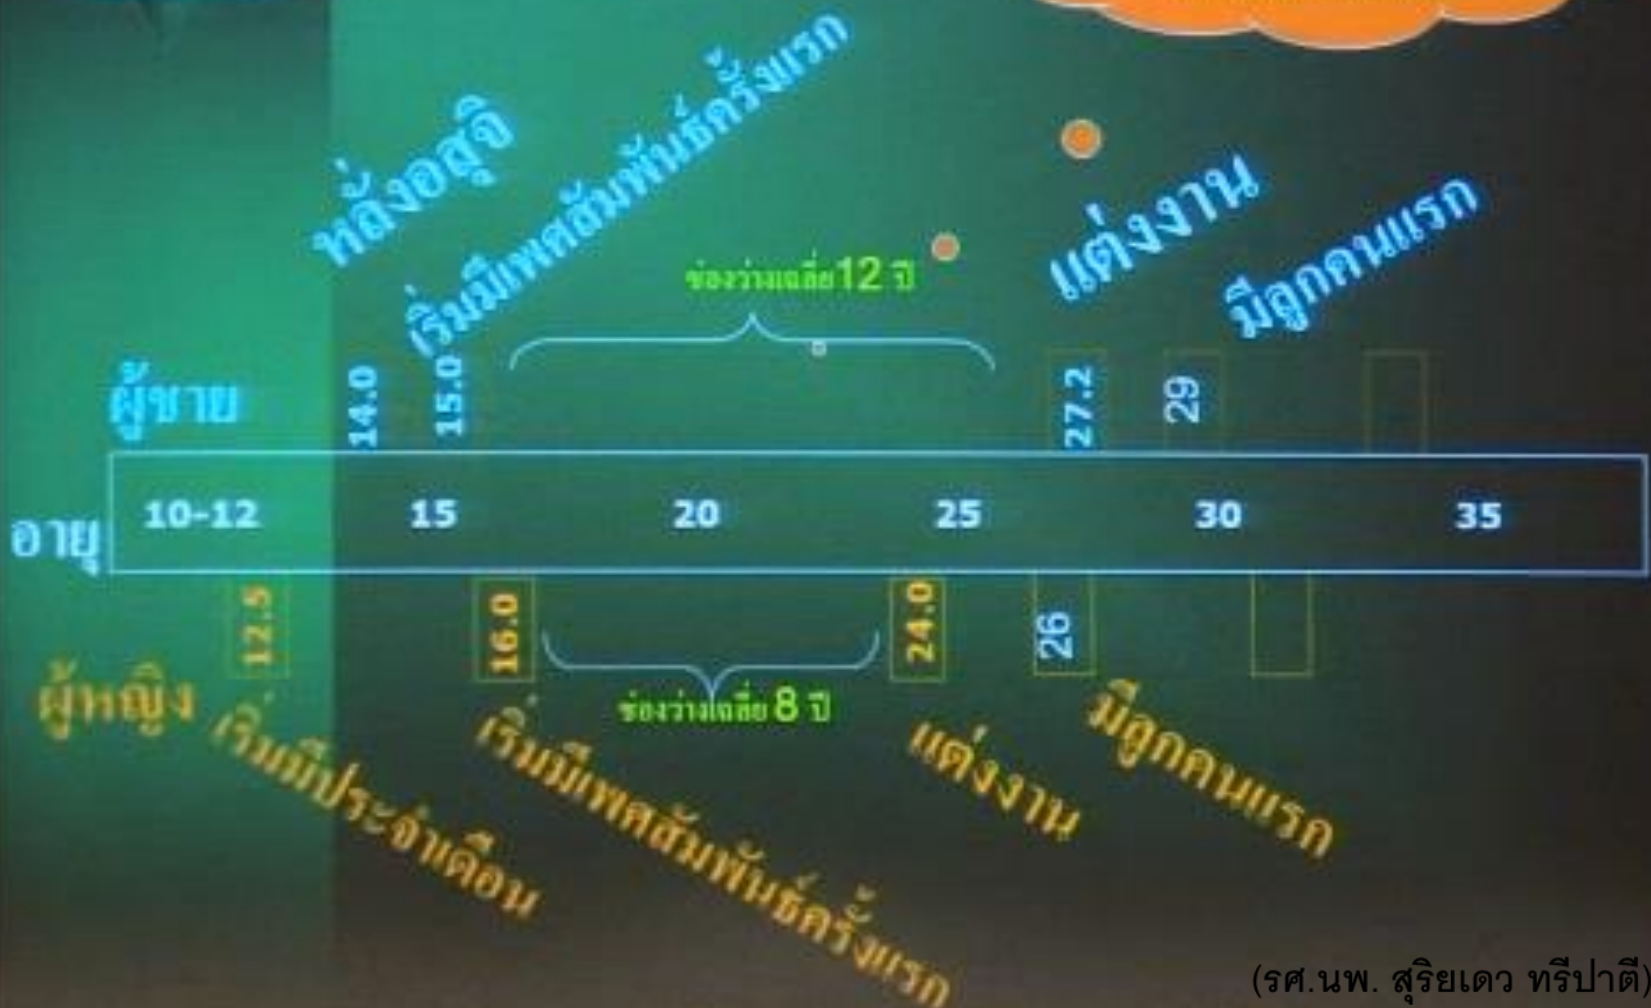 หลั่งอสุจิ
เริ่มมีเพศสัมพันธ์ครั้งแรก
แต่งงาน
มีลูกคนแรก
ช่องว่างเฉลี่ย 12 ปี
ผู้ชาย
14.0
15.0
27.2
29
อายุ
10-12 15 20 25 30 35
12.5
16.0
24.0
26
ผู้หญิง
ช่องว่างเฉลี่ย 8 ปี
เริ่มมีประจำเดือน
เริ่มมีเพศสัมพันธ์ครั้งแรก
แต่งงาน
มีลูกคนแรก
(รศ.นพ. สุริยเดว ทรีปาตี)